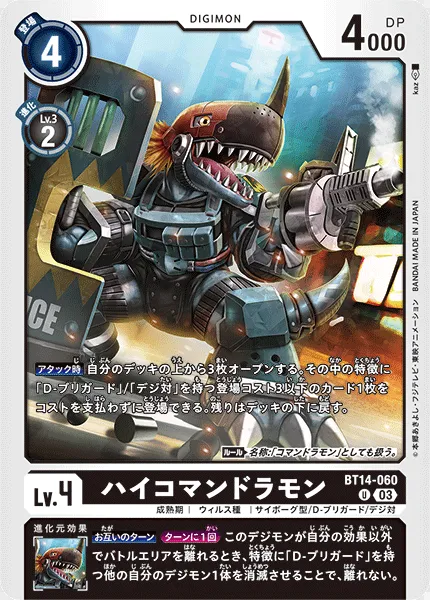 DIGIMON
登場
4
DP
4000
進化
Lv.3
2
kaz
BANDAI MADE IN JAPAN
©本郷あきよし・フジテレビ・東映アニメーション
アタック時 自分のデッキの上から3枚オープンする。その中の特徴に
「D-ブリガード」/「デジ対」を持つ登場コスト3以下のカード1枚を
コストを支払わずに登場できる。残りはデッキの下に戻す。
ルール 名称:「コマンドラモン」としても扱う。
Lv.4
ハイコマンドラモン
BT14-060
U 03
成熟期 | ウィルス種 | サイボーグ型/D-ブリガード/デジ対
進化元効果
お互いのターン ターンに1回 このデジモンが自分の効果以外
でバトルエリアを離れるとき、特徴に「D-ブリガード」を持
つ他の自分のデジモン1体を消滅させることで、離れない。